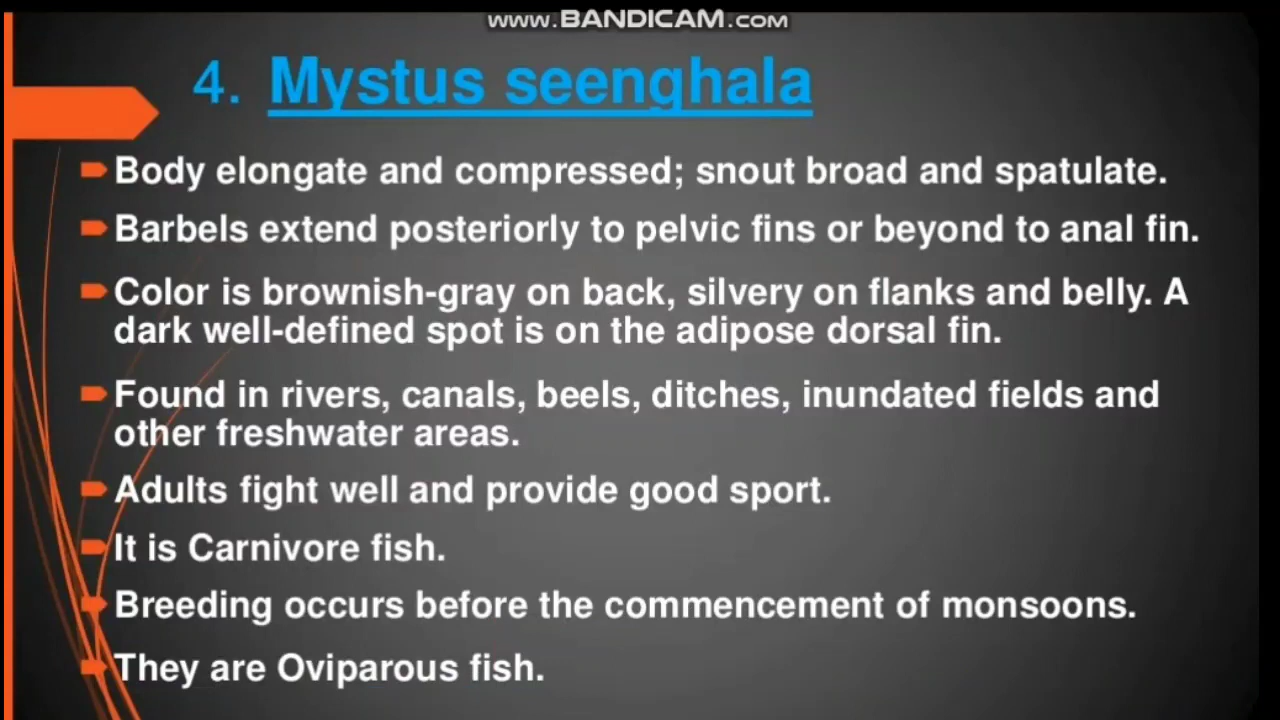 www.BANDICAM.com
4. Mystus seenghala
Body elongate and compressed; snout broad and spatulate.
Barbels extend posteriorly to pelvic fins or beyond to anal fin.
Color is brownish-gray on back, silvery on flanks and belly. A
dark well-defined spot is on the adipose dorsal fin.
Found in rivers, canals, beels, ditches, inundated fields and
other freshwater areas.
Adults fight well and provide good sport.
It is Carnivore fish.
Breeding occurs before the commencement of monsoons.
They are Oviparous fish.